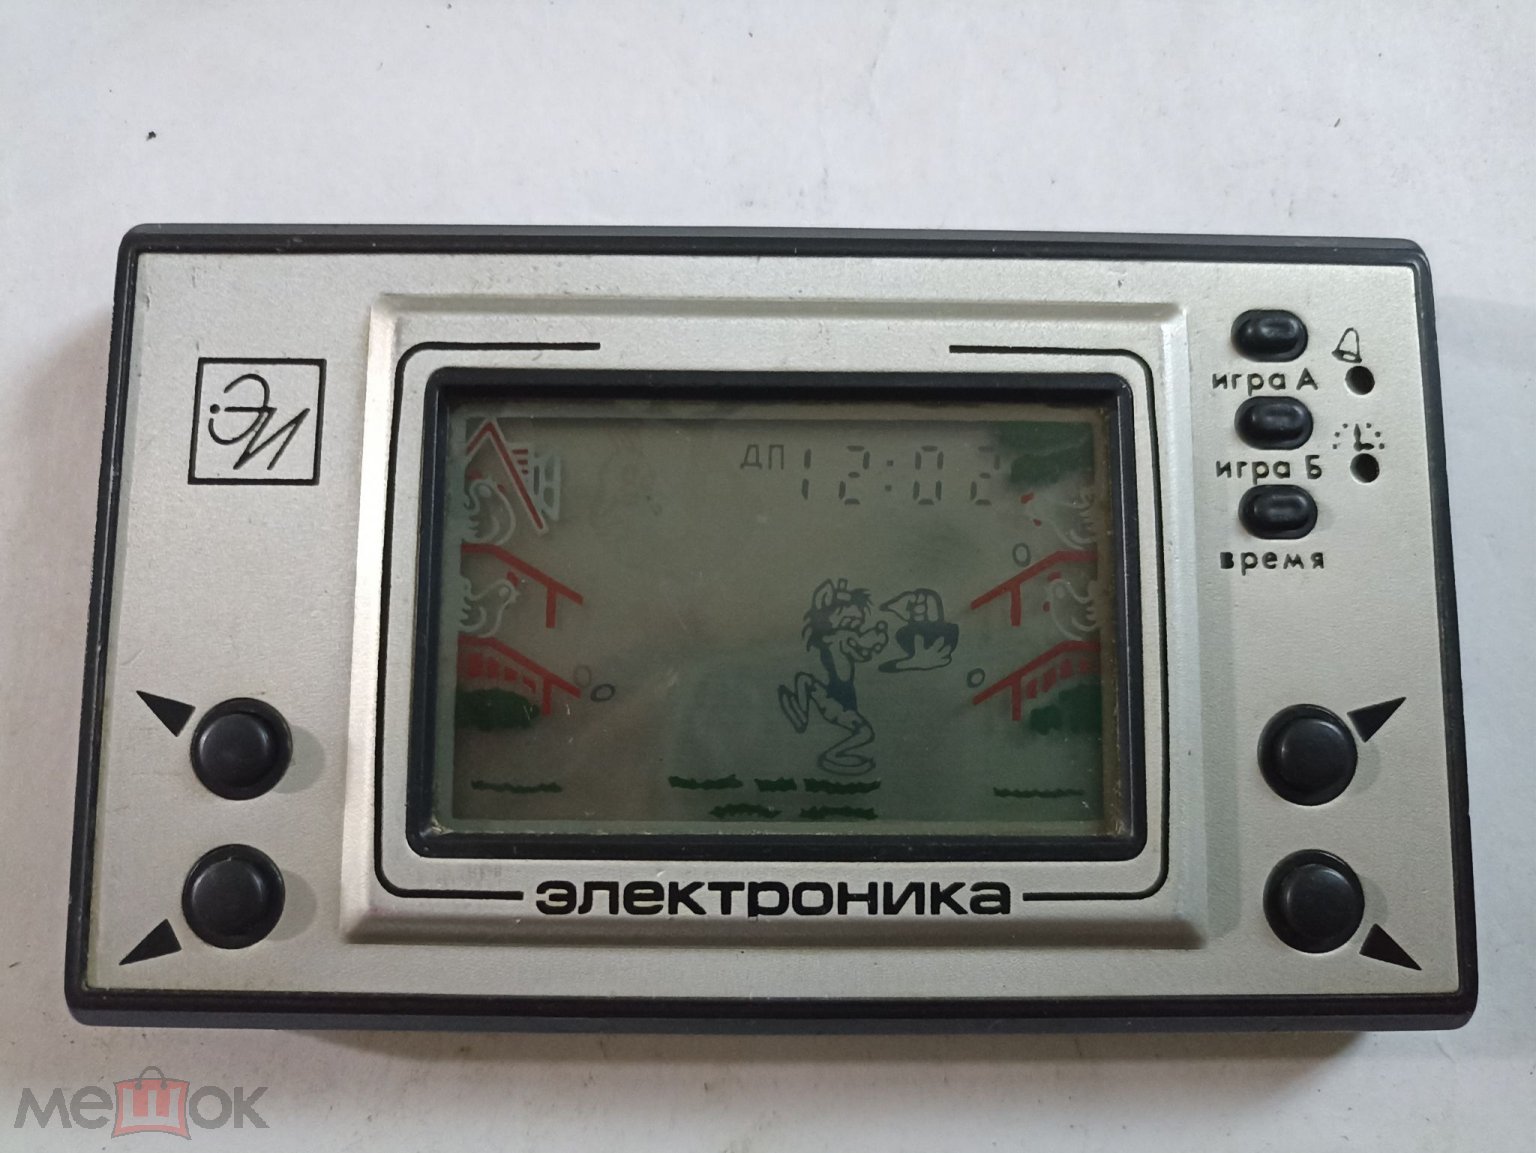 ЭИ
ДП 12:02
игра А
игра Б
время
электроника
мешок